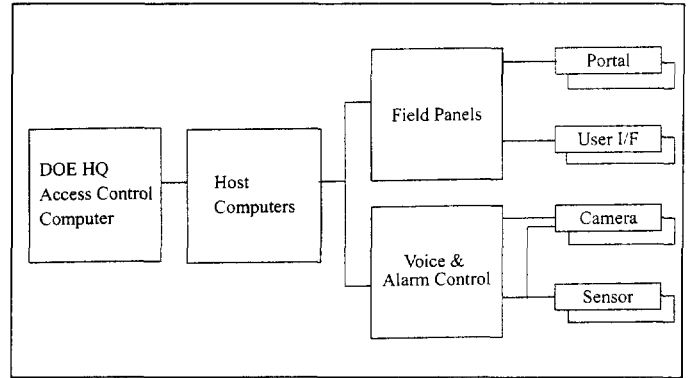 DOE HQ
Access Control
Computer
Host
Computers
Field Panels
Voice &
Alarm Control
Portal
User I/F
Camera
Sensor